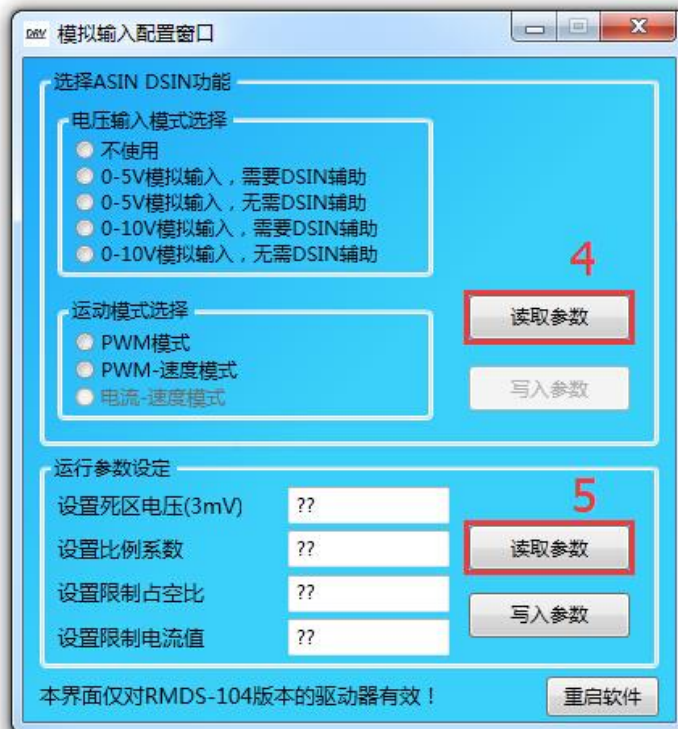 DRV 模拟输入配置窗口
选择ASIN DSIN功能
电压输入模式选择
不使用
0-5V模拟输入，需要DSIN辅助
0-5V模拟输入，无需DSIN辅助
0-10V模拟输入，需要DSIN辅助
0-10V模拟输入，无需DSIN辅助
4
读取参数
运动模式选择
PWM模式
PWM-速度模式
电流-速度模式
写入参数
运行参数设定
5
设置死区电压(3mV) ??
设置比例系数 ?? 读取参数
设置限制占空比 ??
写入参数
设置限制电流值 ??
本界面仅对RMDS-104版本的驱动器有效！ 重启软件